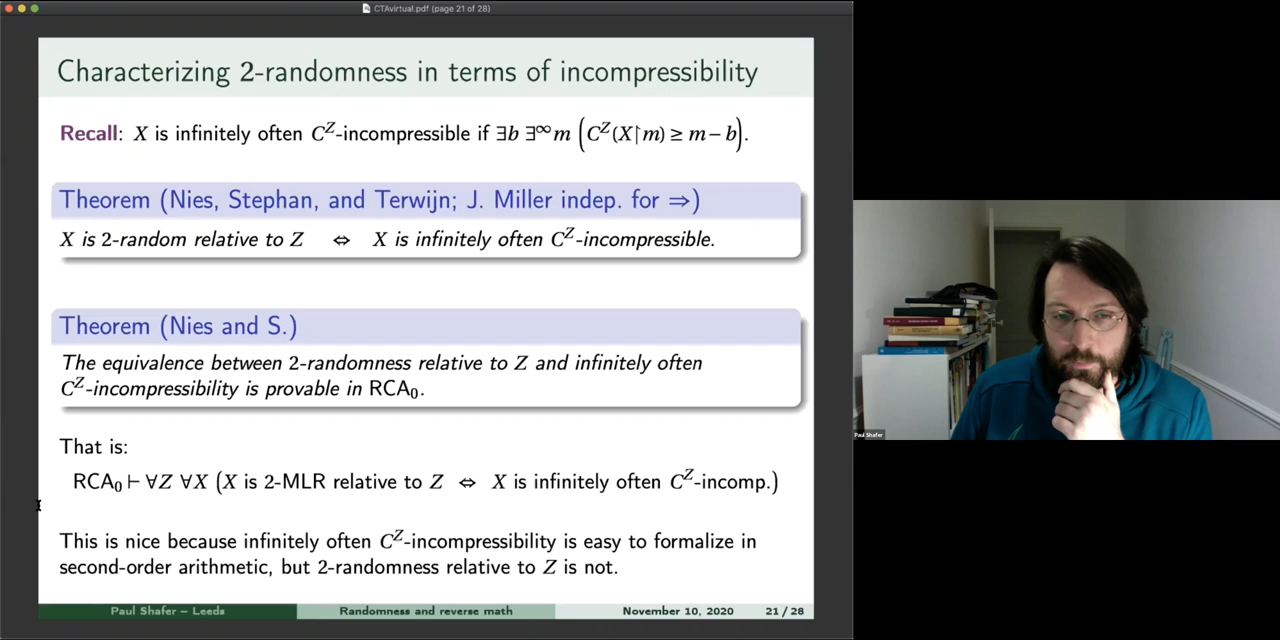 CTAvirtual.pdf (page 21 of 28)
Characterizing 2-randomness in terms of incompressibility
Recall: X is infinitely often C^Z-incompressible if ∃b ∃^∞m (C^Z(X↾m) ≥ m − b).
Theorem (Nies, Stephan, and Terwijn; J. Miller indep. for ⇒)
X is 2-random relative to Z ⇔ X is infinitely often C^Z-incompressible.
Theorem (Nies and S.)
The equivalence between 2-randomness relative to Z and infinitely often
C^Z-incompressibility is provable in RCA₀.
That is:
RCA₀ ⊢ ∀Z ∀X (X is 2-MLR relative to Z ⇔ X is infinitely often C^Z-incomp.)
This is nice because infinitely often C^Z-incompressibility is easy to formalize in
second-order arithmetic, but 2-randomness relative to Z is not.
Paul Shafer – Leeds Randomness and reverse math November 10, 2020 21 / 28
Paul Shafer